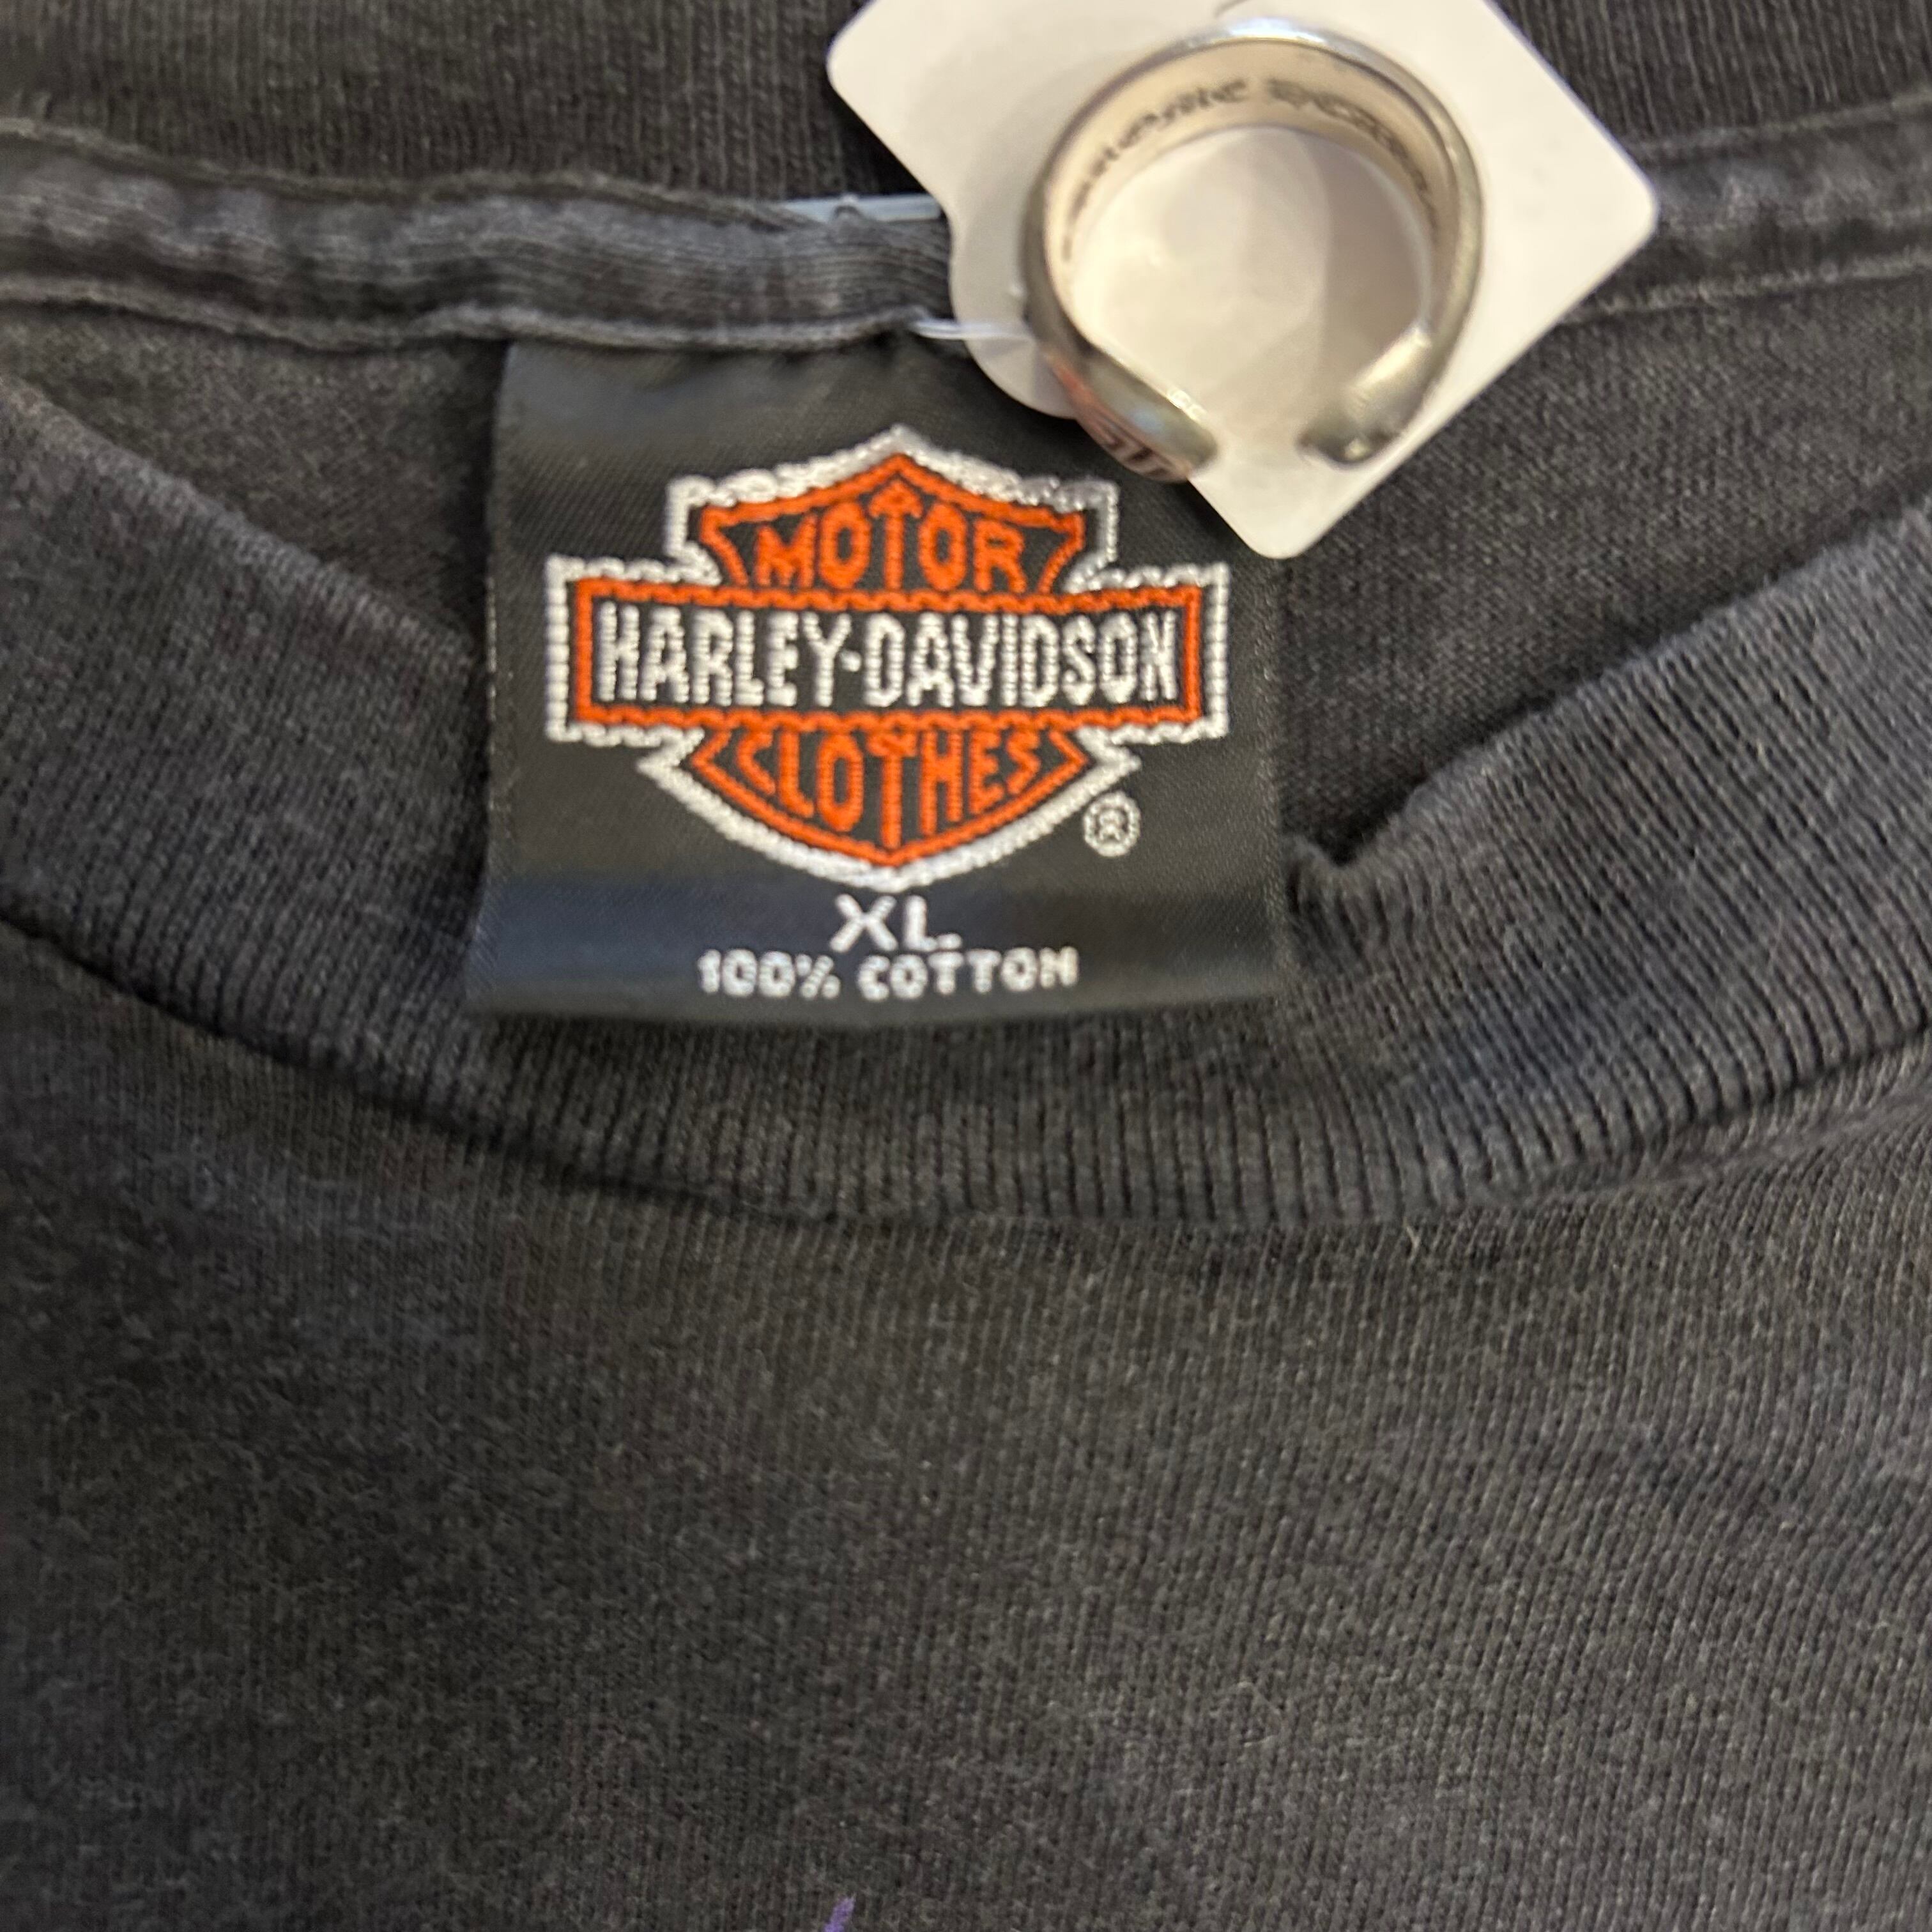 MOTOR
HARLEY-DAVIDSON
CLOTHES
®
XL
100% COTTON